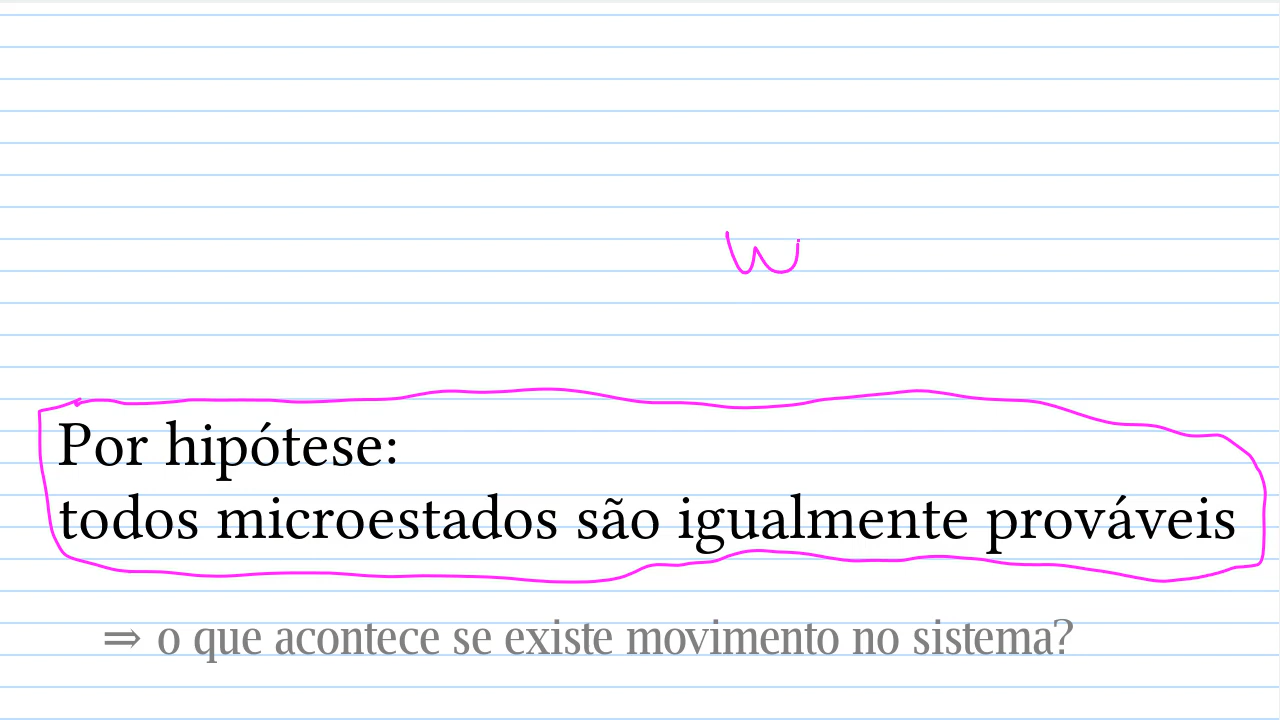 w
Por hipótese:
todos microestados são igualmente prováveis
⇒ o que acontece se existe movimento no sistema?